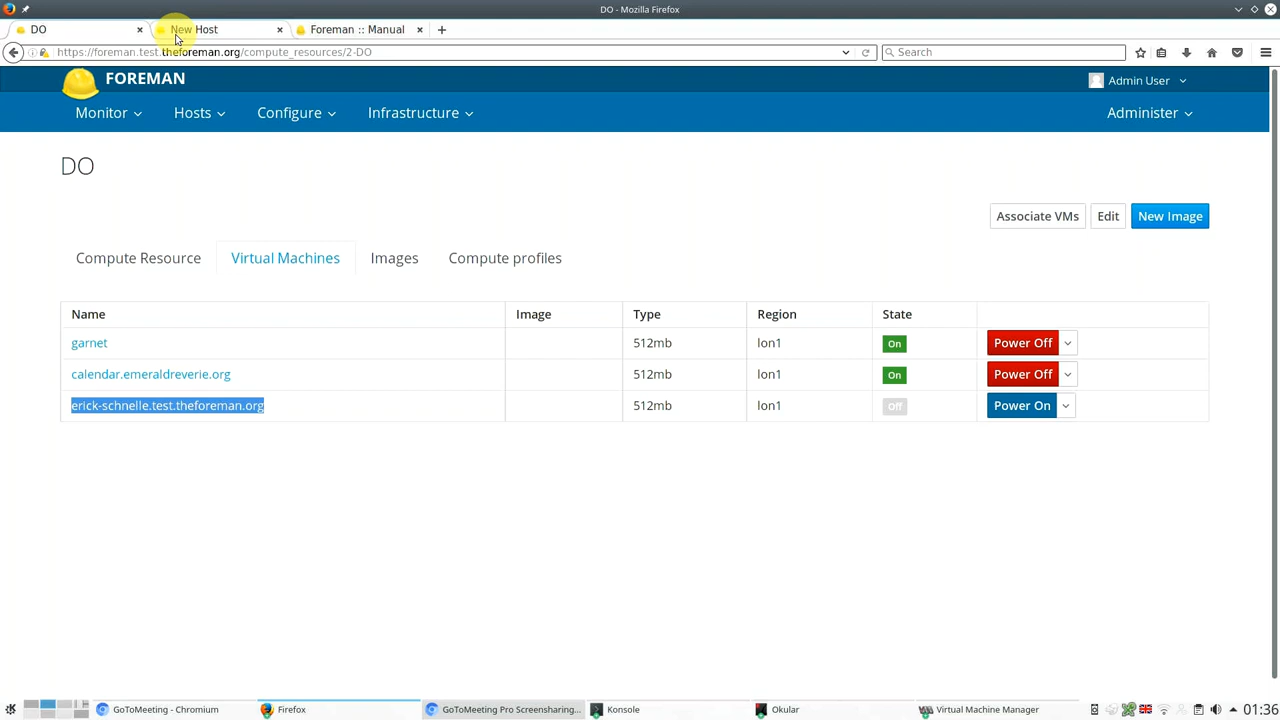 DO - Mozilla Firefox
DO
New Host
Foreman :: Manual
https://foreman.test.theforeman.org/compute_resources/2-DO
Search
FOREMAN
Admin User
Monitor
Hosts
Configure
Infrastructure
Administer
DO
Associate VMs
Edit
New Image
Compute Resource
Virtual Machines
Images
Compute profiles
Name Image Type Region State
garnet 512mb lon1 On Power Off
calendar.emeraldreverie.org 512mb lon1 On Power Off
erick-schnelle.test.theforeman.org 512mb lon1 Off Power On
GoToMeeting - Chromium
Firefox
GoToMeeting Pro Screensharing...
Konsole
Okular
Virtual Machine Manager
01:36